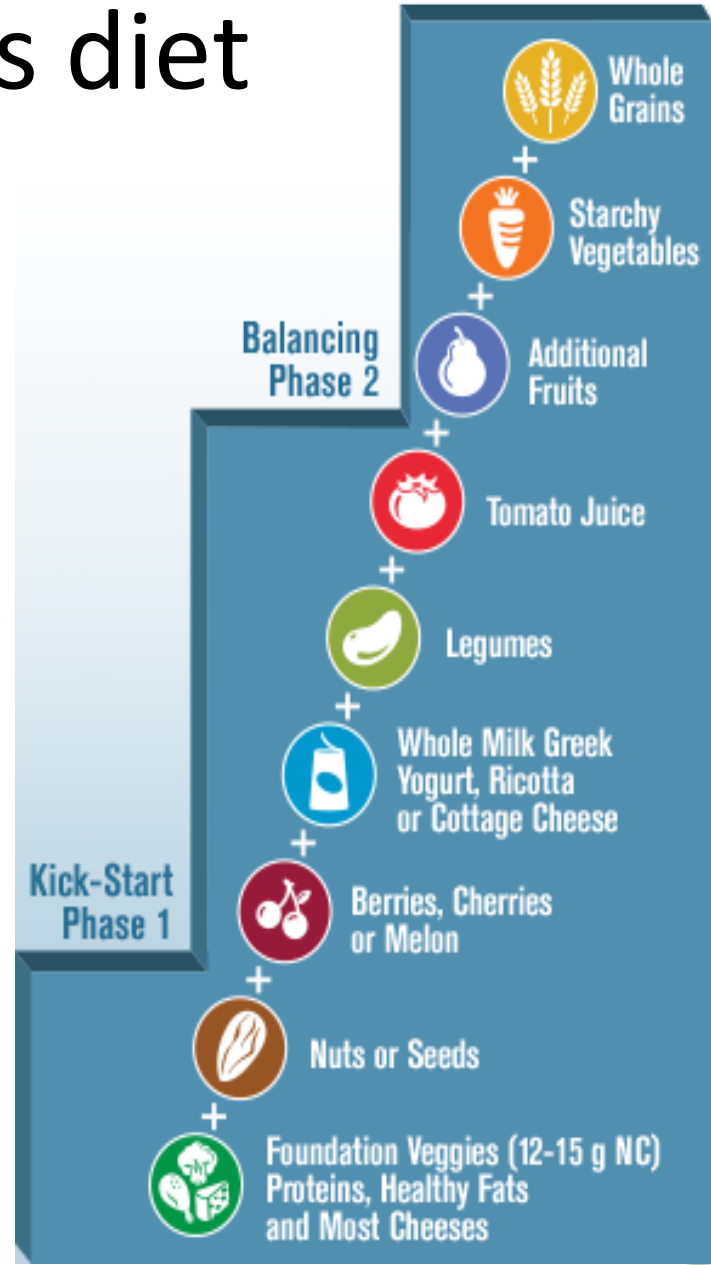 s diet
Whole
Grains
+
Starchy
Vegetables
+
Balancing
Phase 2
Additional
Fruits
+
Tomato Juice
+
Legumes
+
Whole Milk Greek
Yogurt, Ricotta
or Cottage Cheese
+
Kick-Start
Phase 1
Berries, Cherries
or Melon
+
Nuts or Seeds
+
Foundation Veggies (12-15 g NC)
Proteins, Healthy Fats
and Most Cheeses